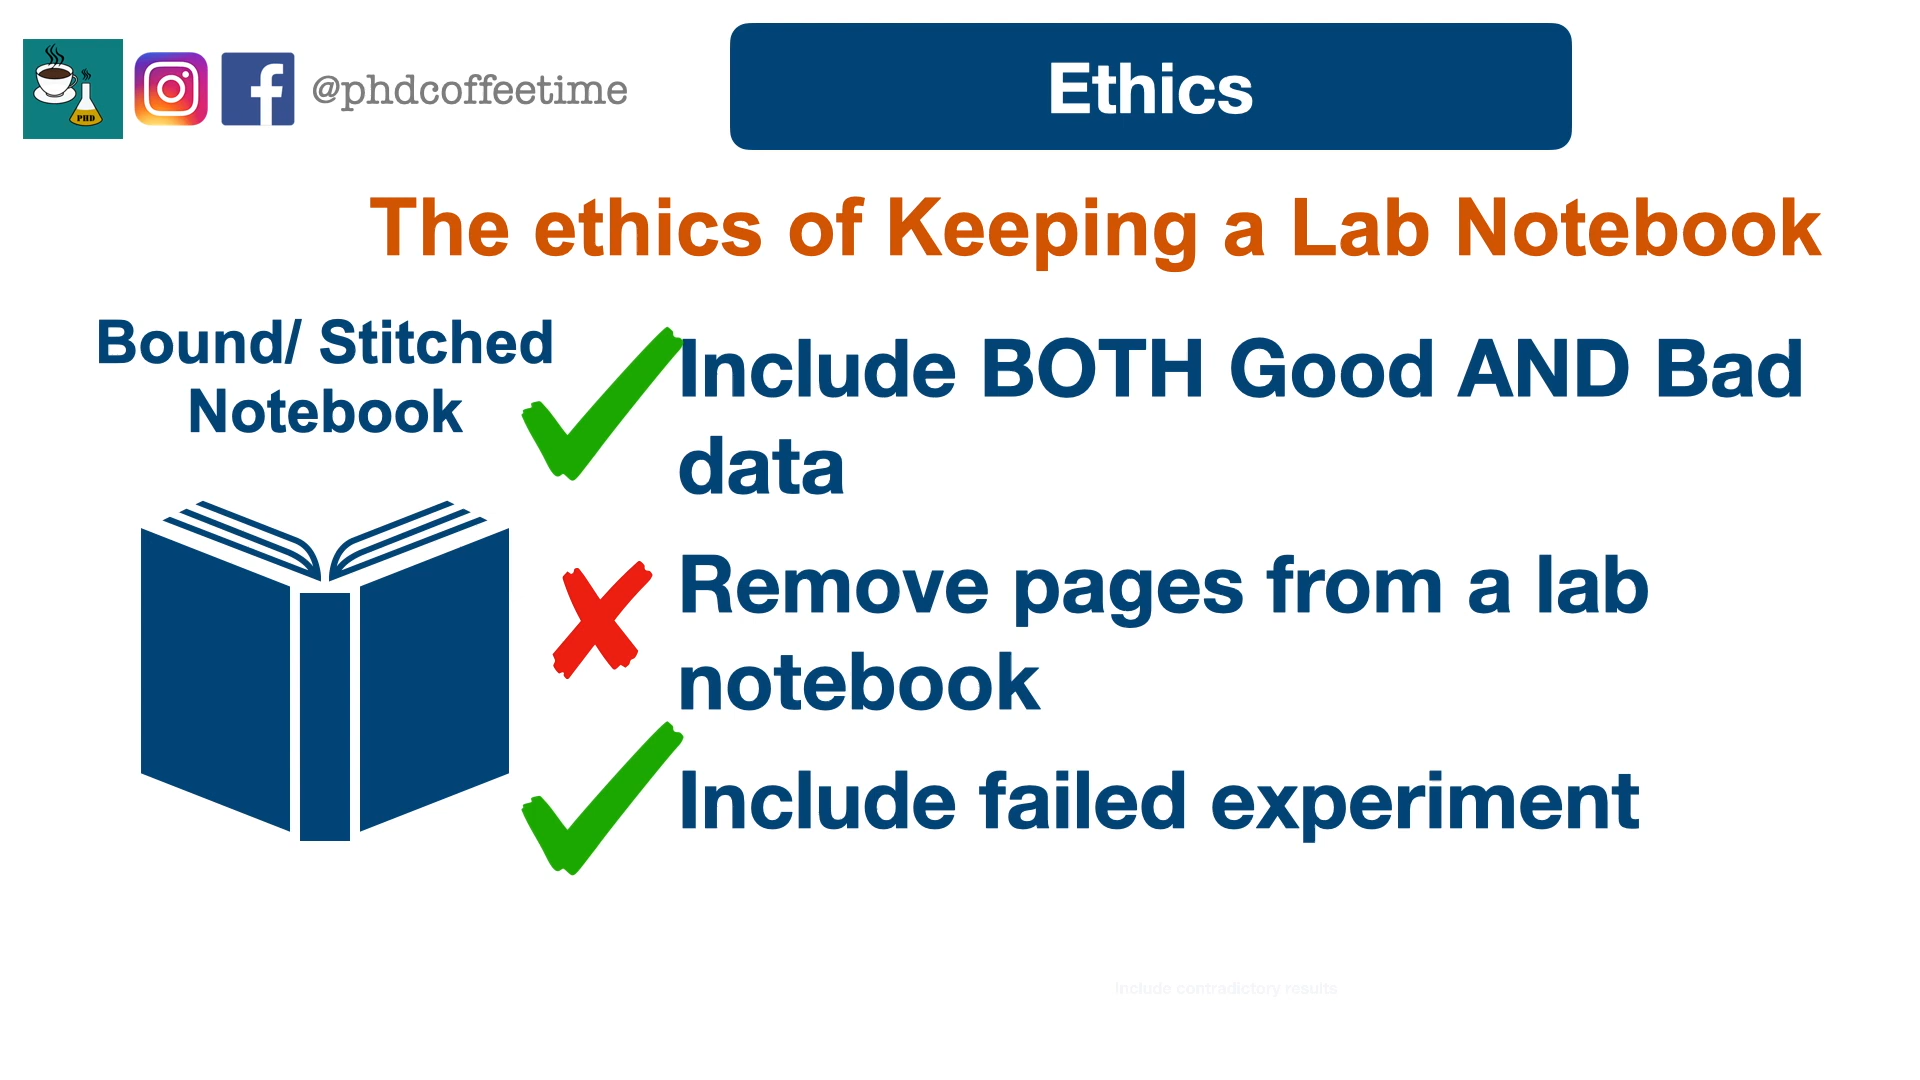 PHD
@phdcoffeetime
Ethics
The ethics of Keeping a Lab Notebook
Bound/ Stitched
Notebook
Include BOTH Good AND Bad
data
Remove pages from a lab
notebook
Include failed experiment
Include contradictory results